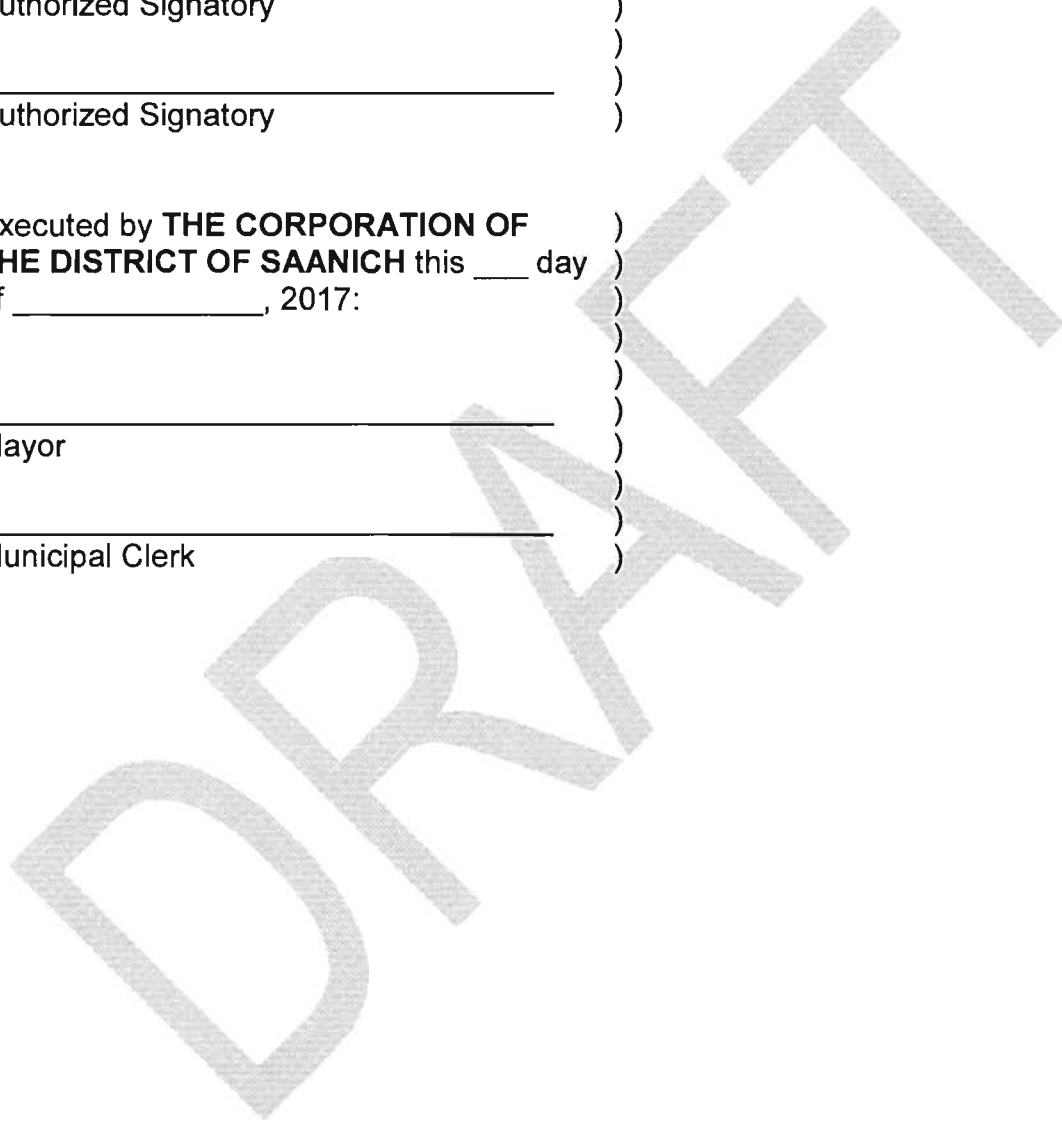 uthorized Signatory )
)
)
uthorized Signatory )
xecuted by THE CORPORATION OF )
HE DISTRICT OF SAANICH this ___ day )
f ______________, 2017: )
)
)
)
layor )
)
)
lunicipal Clerk )
DRAFT